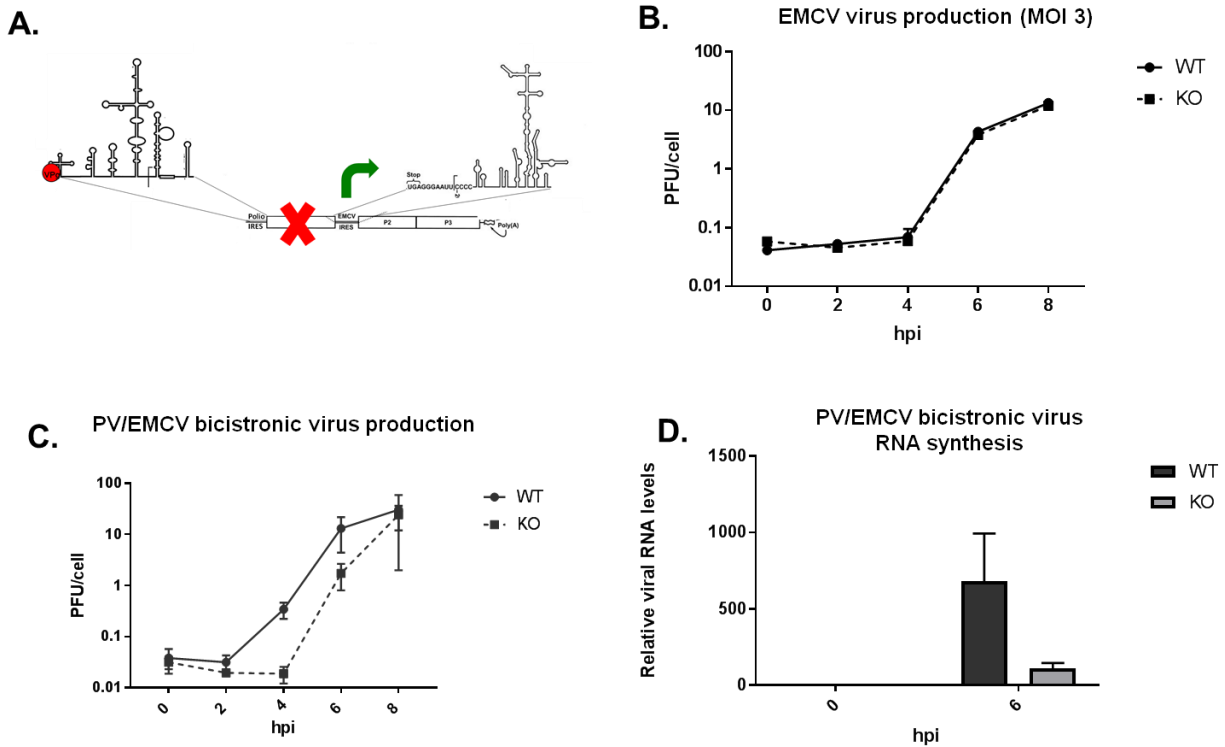 A.
VPg
Stop
UGAGGGAAUU CCCC
Polio
IRES
EMCV
IRES
P2
P3
Poly(A)
B.
EMCV virus production (MOI 3)
PFU/cell
100
10
1
0.1
0.01
0
2
4
6
8
hpi
WT
KO
C.
PV/EMCV bicistronic virus production
PFU/cell
100
10
1
0.1
0.01
0
2
4
6
8
hpi
WT
KO
D.
PV/EMCV bicistronic virus
RNA synthesis
Relative viral RNA levels
1500
1000
500
0
0
6
hpi
WT
KO